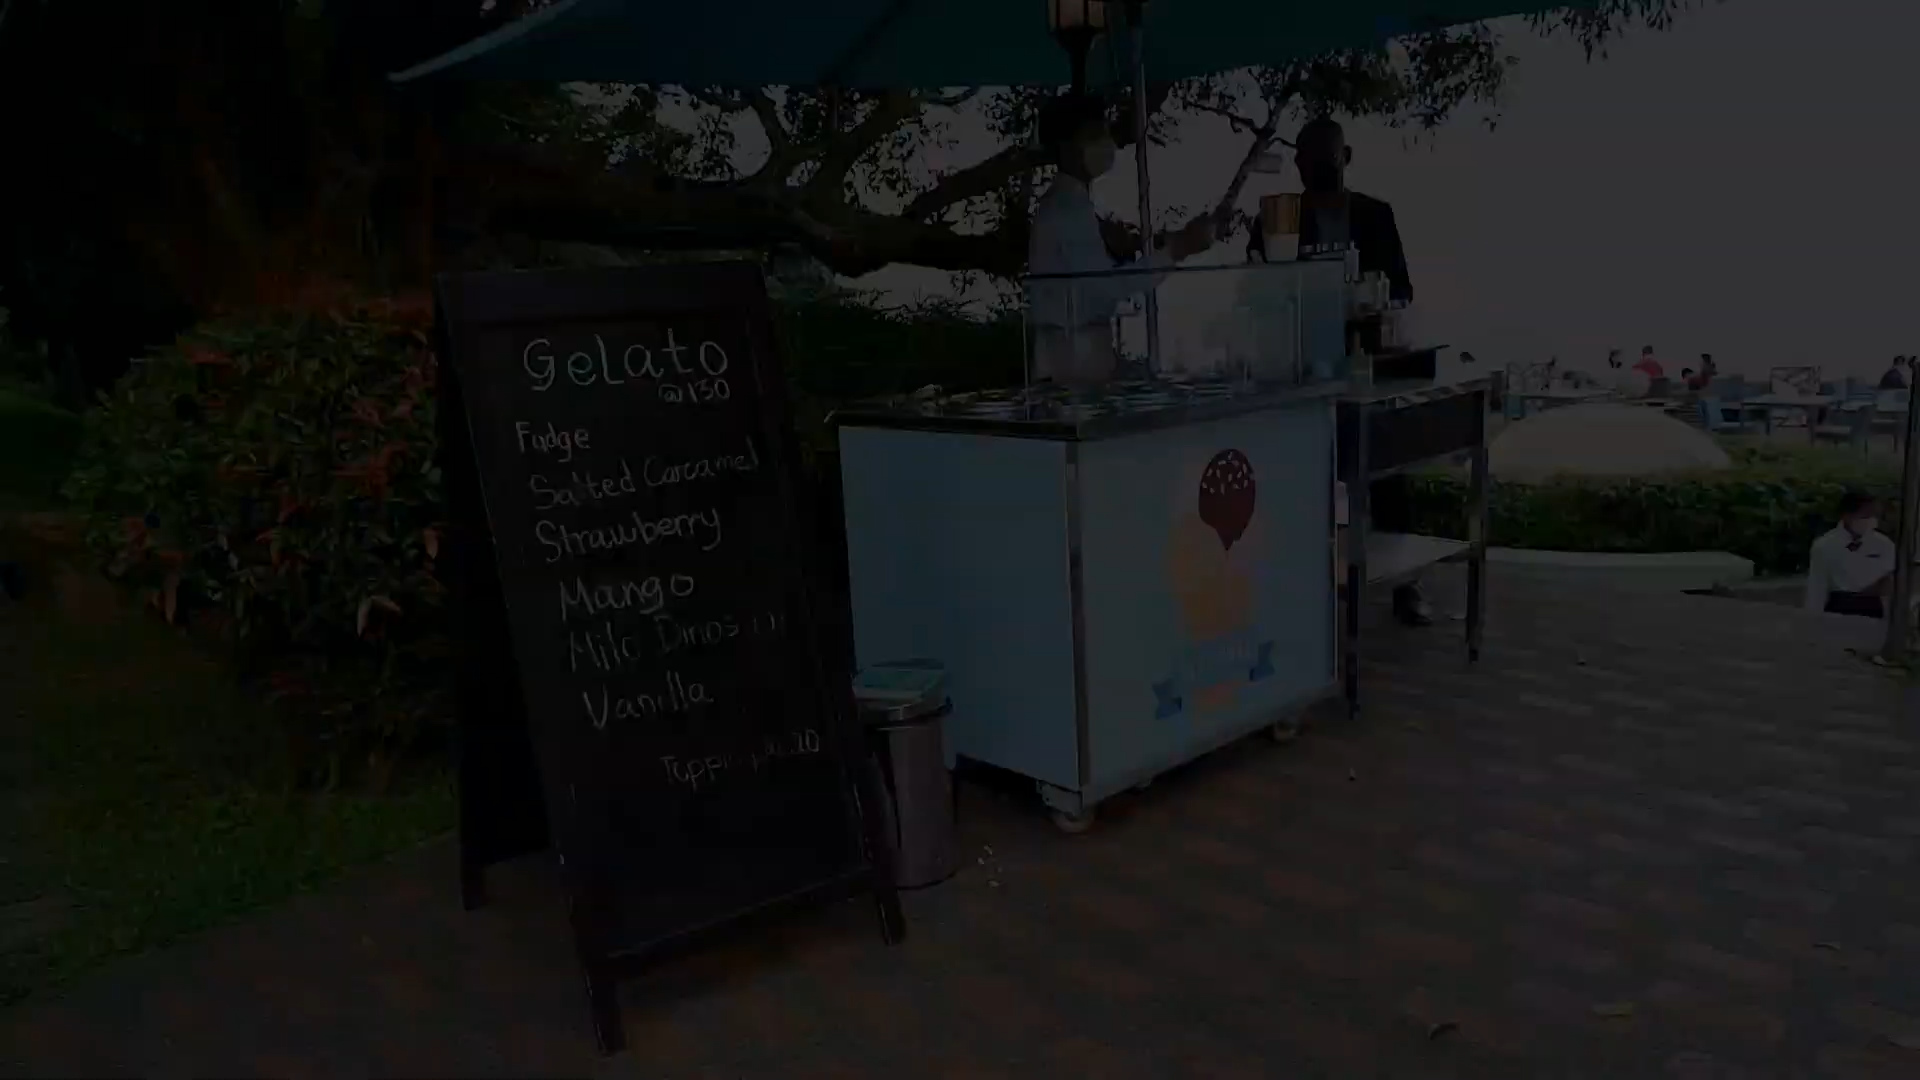 Gelato
@130
Fudge
Salted Caramel
Strawberry
Mango
Milo Dinos
Vanilla